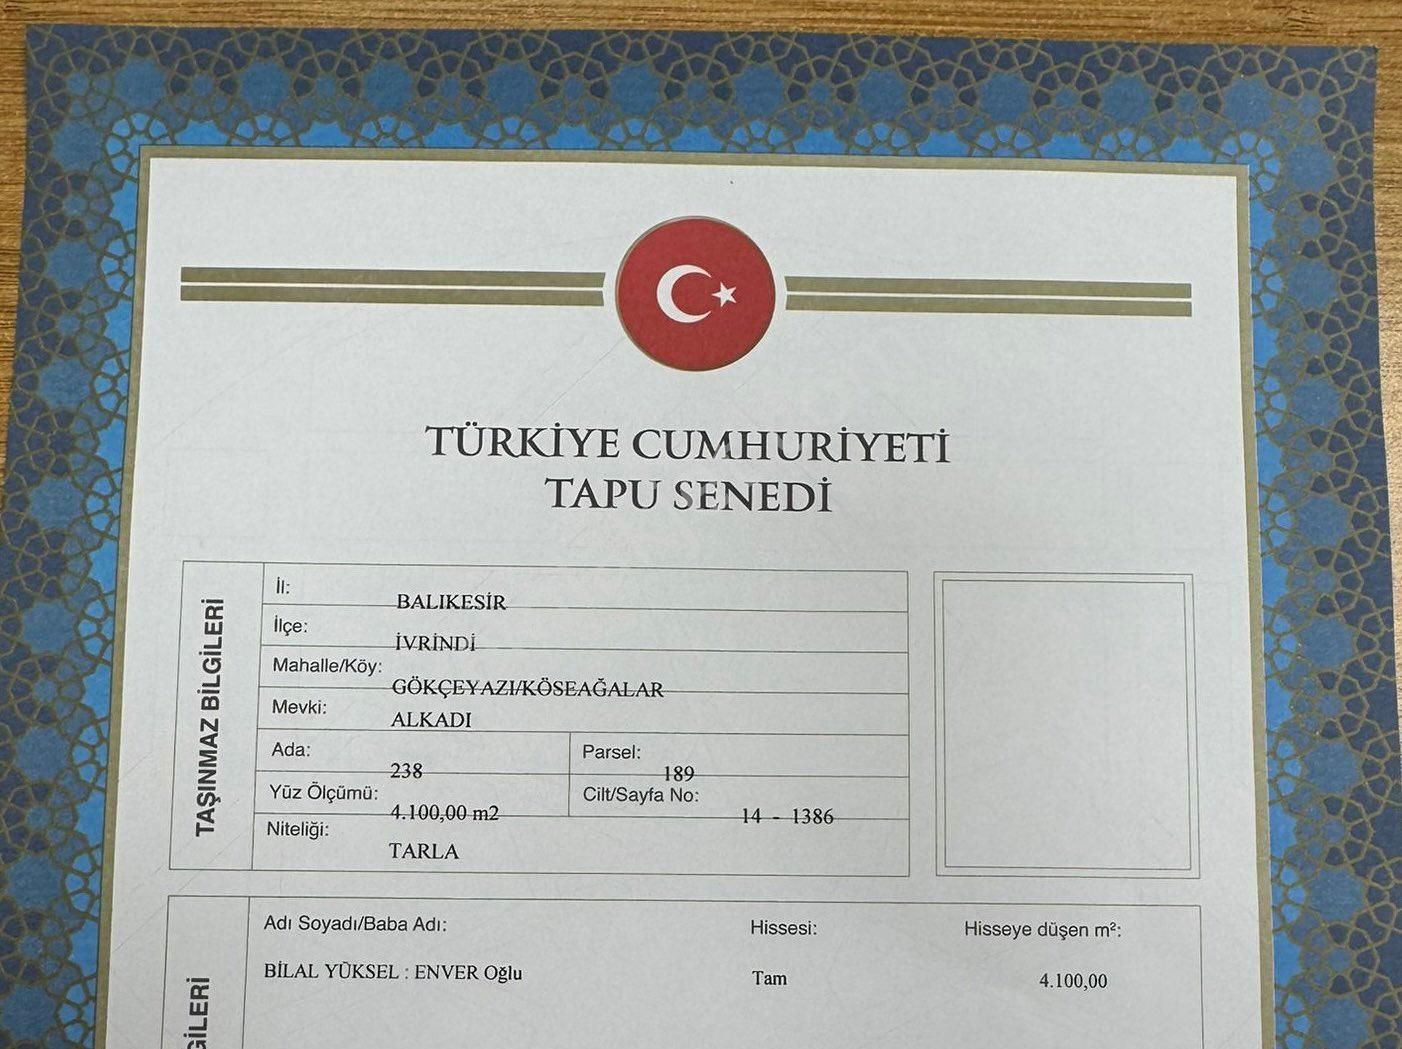 TÜRKİYE CUMHURİYETİ
TAPU SENEDİ
TAŞINMAZ BİLGİLERİ
İl: BALIKESİR
İlçe: İVRİNDİ
Mahalle/Köy: GÖKÇEYAZI/KÖSEAĞALAR
Mevki: ALKADI
Ada: 238 Parsel: 189
Yüz Ölçümü: 4.100,00 m2 Cilt/Sayfa No: 14 - 1386
Niteliği: TARLA
GİLERİ
Adı Soyadı/Baba Adı: Hissesi: Hisseye düşen m²:
BİLAL YÜKSEL : ENVER Oğlu Tam 4.100,00